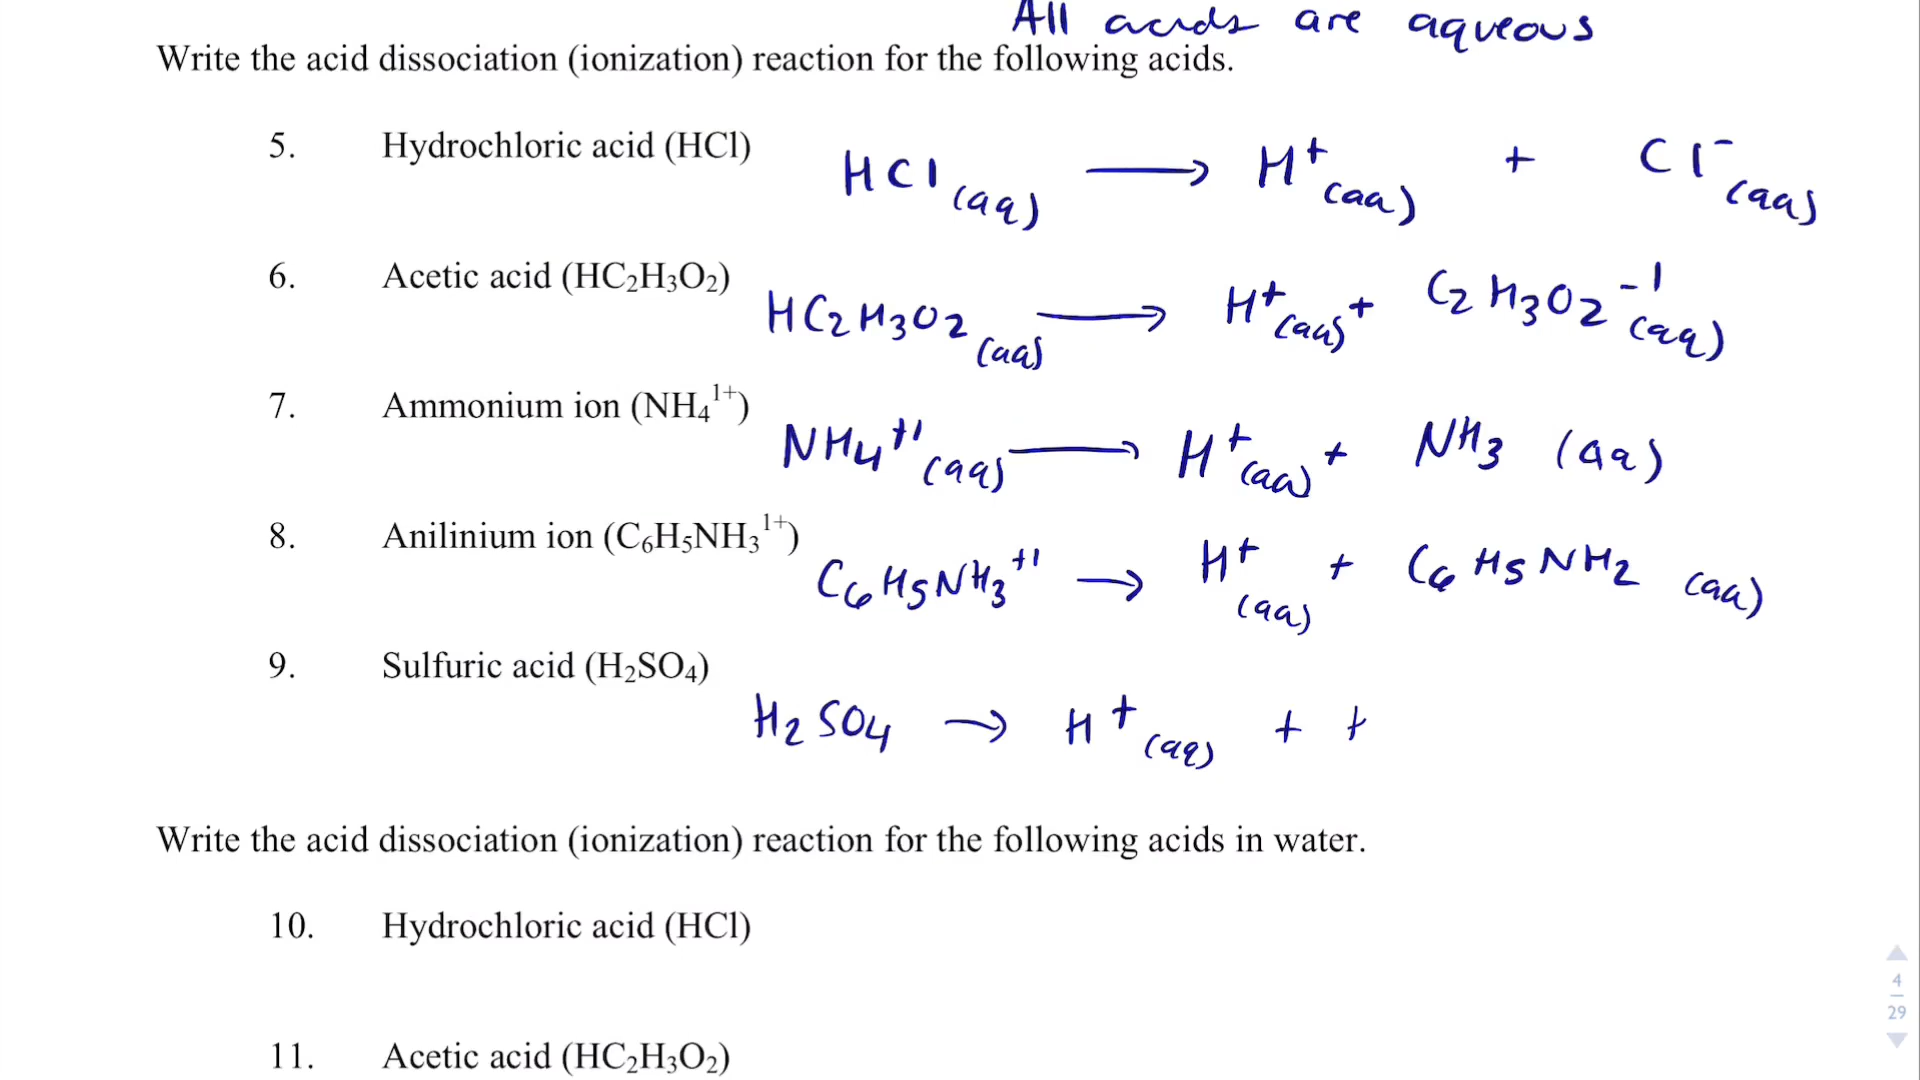 All acids are aqueous
Write the acid dissociation (ionization) reaction for the following acids.
5. Hydrochloric acid (HCl)
HCl (aq) → H⁺ (aq) + Cl⁻ (aq)
6. Acetic acid (HC₂H₃O₂)
HC₂H₃O₂ (aq) → H⁺ (aq) + C₂H₃O₂⁻¹ (aq)
7. Ammonium ion (NH₄¹⁺)
NH₄⁺¹ (aq) → H⁺ (aq) + NH₃ (aq)
8. Anilinium ion (C₆H₅NH₃¹⁺)
C₆H₅NH₃⁺¹ → H⁺ (aq) + C₆H₅NH₂ (aq)
9. Sulfuric acid (H₂SO₄)
H₂SO₄ → H⁺ (aq) +
Write the acid dissociation (ionization) reaction for the following acids in water.
10. Hydrochloric acid (HCl)
11. Acetic acid (HC₂H₃O₂)
4
29